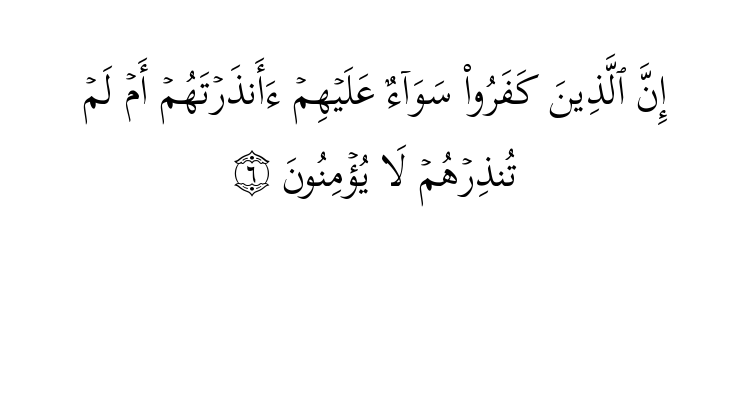 إِنَّ ٱلَّذِينَ كَفَرُوا۟ سَوَآءٌ عَلَيْهِمْ ءَأَنذَرْتَهُمْ أَمْ لَمْ
تُنذِرْهُمْ لَا يُؤْمِنُونَ ۝٦